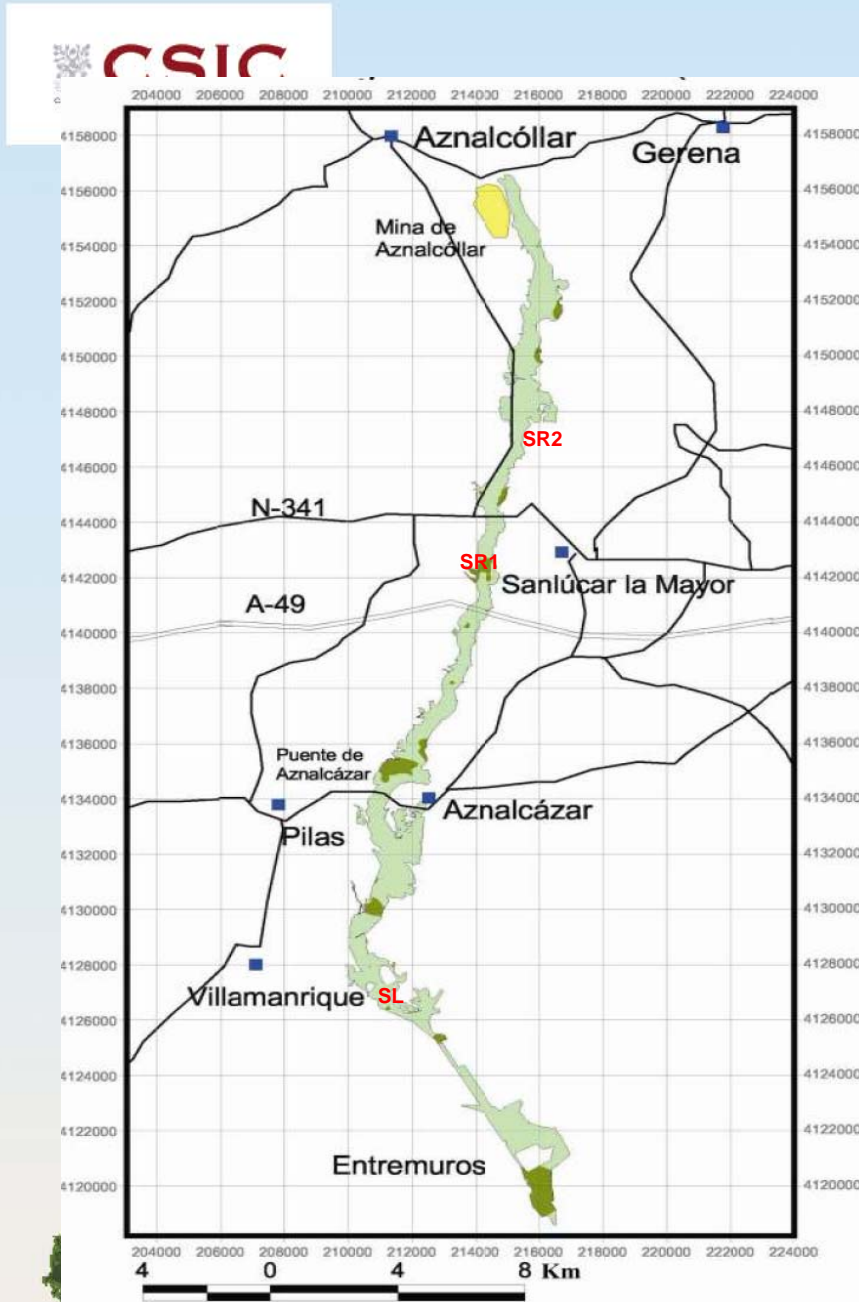 CSIC
204000 206000 208000 210000 212000 214000 216000 218000 220000 222000 224000
4158000 Aznalcóllar 4158000
Gerena
4156000 4156000
Mina de
Aznalcóllar
4154000 4154000
4152000 4152000
4150000 4150000
4148000 4148000
SR2
4146000 4146000
N-341
4144000 4144000
SR1
4142000 Sanlúcar la Mayor 4142000
A-49
4140000 4140000
4138000 4138000
4136000 4136000
Puente de
Aznalcázar
4134000 Aznalcázar 4134000
Pilas
4132000 4132000
4130000 4130000
4128000 4128000
Villamanrique SL
4126000 4126000
4124000 4124000
4122000 4122000
Entremuros
4120000 4120000
204000 206000 208000 210000 212000 214000 216000 218000 220000 222000 224000
4 0 4 8 Km